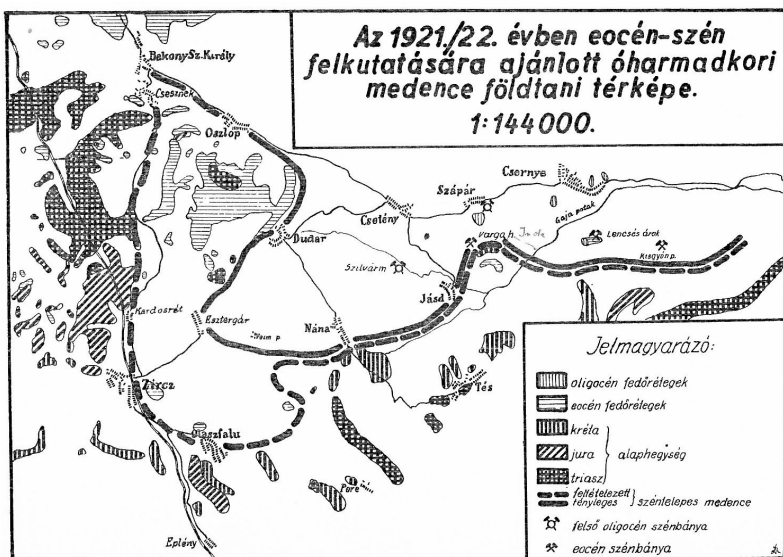 Az 1921./22. évben eocén-szén
felkutatására ajánlott óharmadkori
medence földtani térképe.
1:144000.
Bakony Sz. Király
Csesznek
Oszlop
Csernye
Szápár
Csetény
Gaja patak
Dudar
Varga h.
Lencsés árok
Kisgyón p.
Szilvárm
Jásd
Kardosrét
Esztergár
Nána
Zircz
Tés
Olaszfalu
Pere
Eplény
Jelmagyarázó:
oligocén fedőrétegek
eocén fedőrétegek
kréta
jura
triasz
alaphegység
feltételezett
tényleges
széntelepes medence
felső oligocén szénbánya
eocén szénbánya